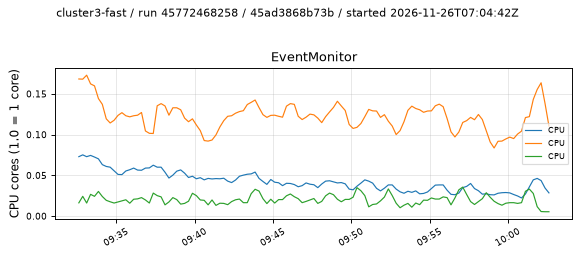 cluster3-fast / run 45772468258 / 45ad3868b73b / started 2026-11-26T07:04:42Z
EventMonitor
CPU cores (1.0 = 1 core)
0.15
0.10
0.05
0.00
CPU
CPU
CPU
09:35
09:40
09:45
09:50
09:55
10:00